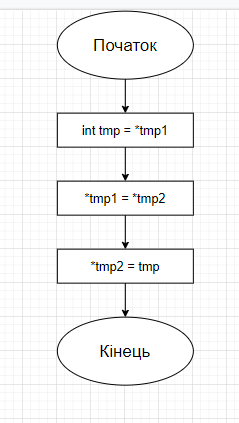 Початок
int tmp = *tmp1
*tmp1 = *tmp2
*tmp2 = tmp
Кінець